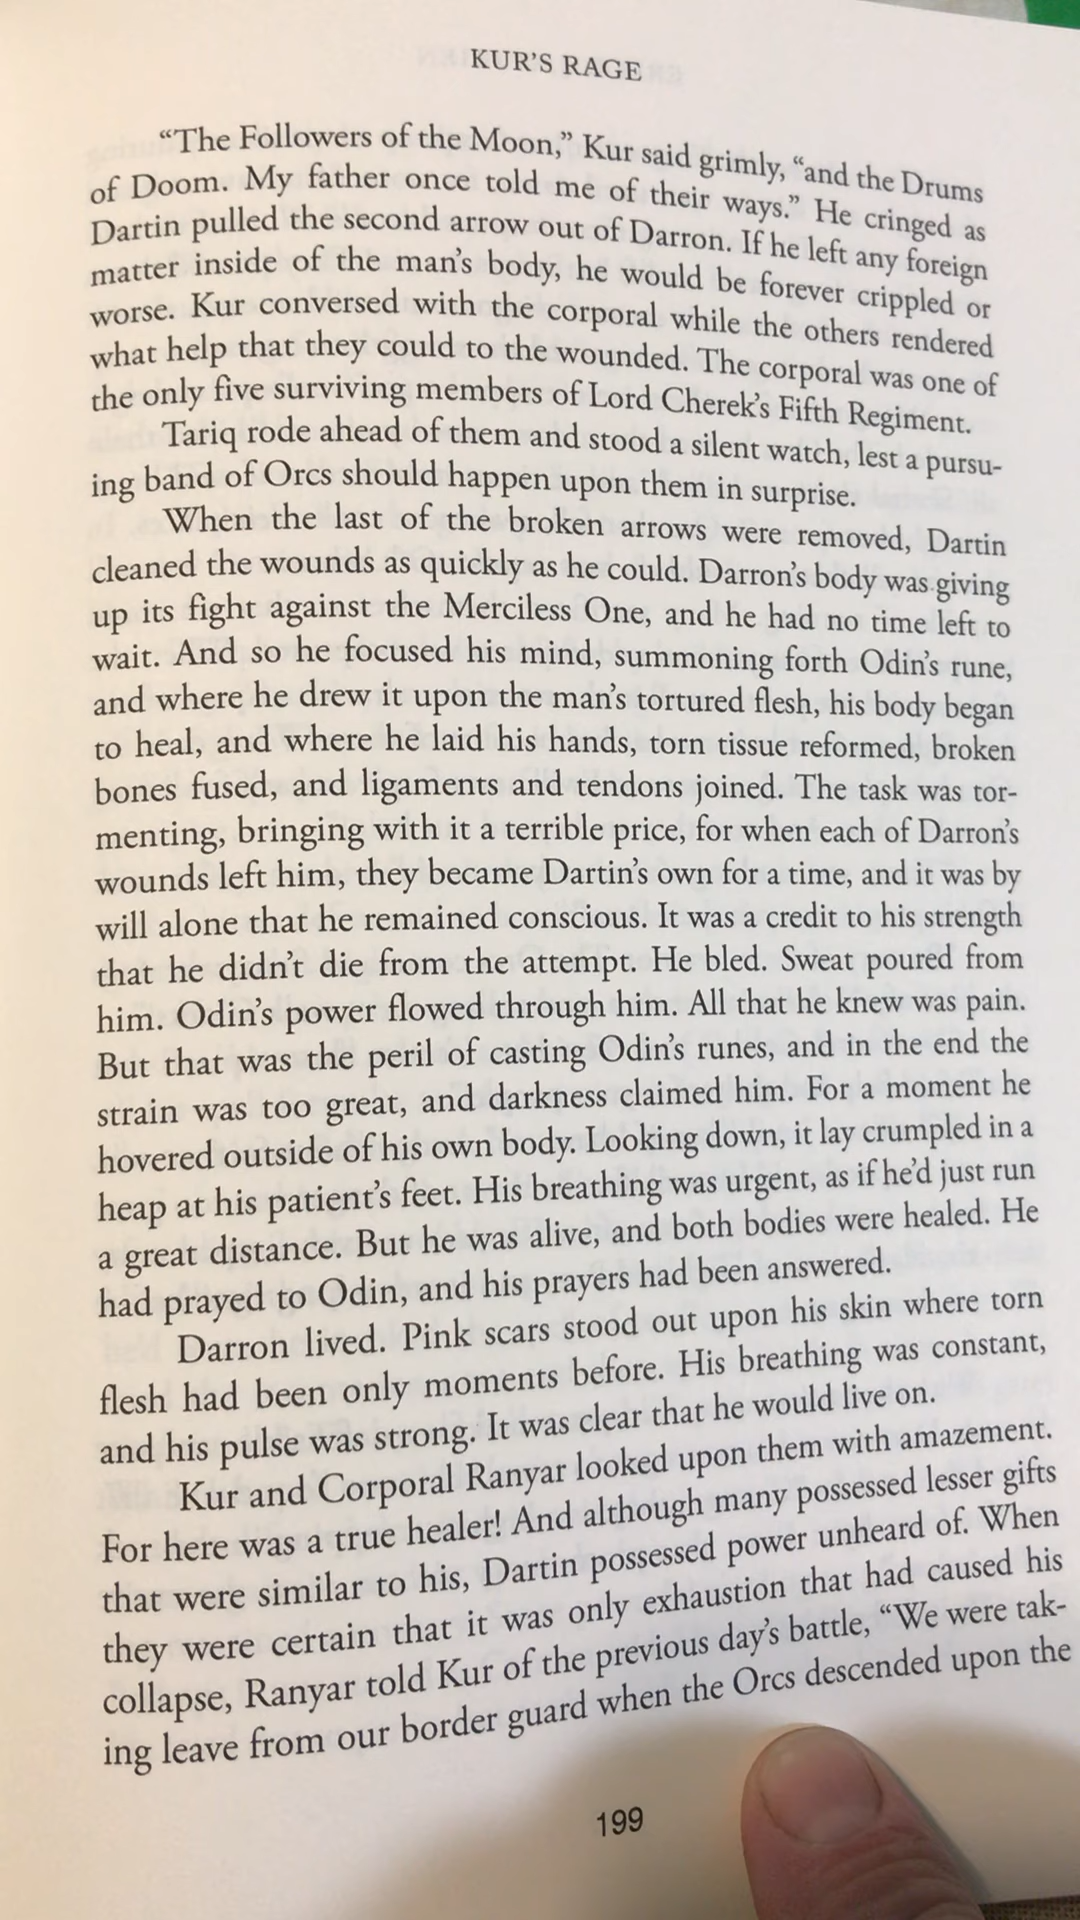 KUR'S RAGE
“The Followers of the Moon,” Kur said grimly, “and the Drums
of Doom. My father once told me of their ways.” He cringed as
Dartin pulled the second arrow out of Darron. If he left any foreign
matter inside of the man's body, he would be forever crippled or
worse. Kur conversed with the corporal while the others rendered
what help that they could to the wounded. The corporal was one of
the only five surviving members of Lord Cherek's Fifth Regiment.
Tariq rode ahead of them and stood a silent watch, lest a pursu-
ing band of Orcs should happen upon them in surprise.
When the last of the broken arrows were removed, Dartin
cleaned the wounds as quickly as he could. Darron's body was giving
up its fight against the Merciless One, and he had no time left to
wait. And so he focused his mind, summoning forth Odin's rune,
and where he drew it upon the man's tortured flesh, his body began
to heal, and where he laid his hands, torn tissue reformed, broken
bones fused, and ligaments and tendons joined. The task was tor-
menting, bringing with it a terrible price, for when each of Darron's
wounds left him, they became Dartin's own for a time, and it was by
will alone that he remained conscious. It was a credit to his strength
that he didn't die from the attempt. He bled. Sweat poured from
him. Odin's power flowed through him. All that he knew was pain.
But that was the peril of casting Odin's runes, and in the end the
strain was too great, and darkness claimed him. For a moment he
hovered outside of his own body. Looking down, it lay crumpled in a
heap at his patient's feet. His breathing was urgent, as if he'd just run
a great distance. But he was alive, and both bodies were healed. He
had prayed to Odin, and his prayers had been answered.
Darron lived. Pink scars stood out upon his skin where torn
flesh had been only moments before. His breathing was constant,
and his pulse was strong. It was clear that he would live on.
Kur and Corporal Ranyar looked upon them with amazement.
For here was a true healer! And although many possessed lesser gifts
that were similar to his, Dartin possessed power unheard of. When
they were certain that it was only exhaustion that had caused his
collapse, Ranyar told Kur of the previous day's battle, “We were tak-
ing leave from our border guard when the Orcs descended upon the
199